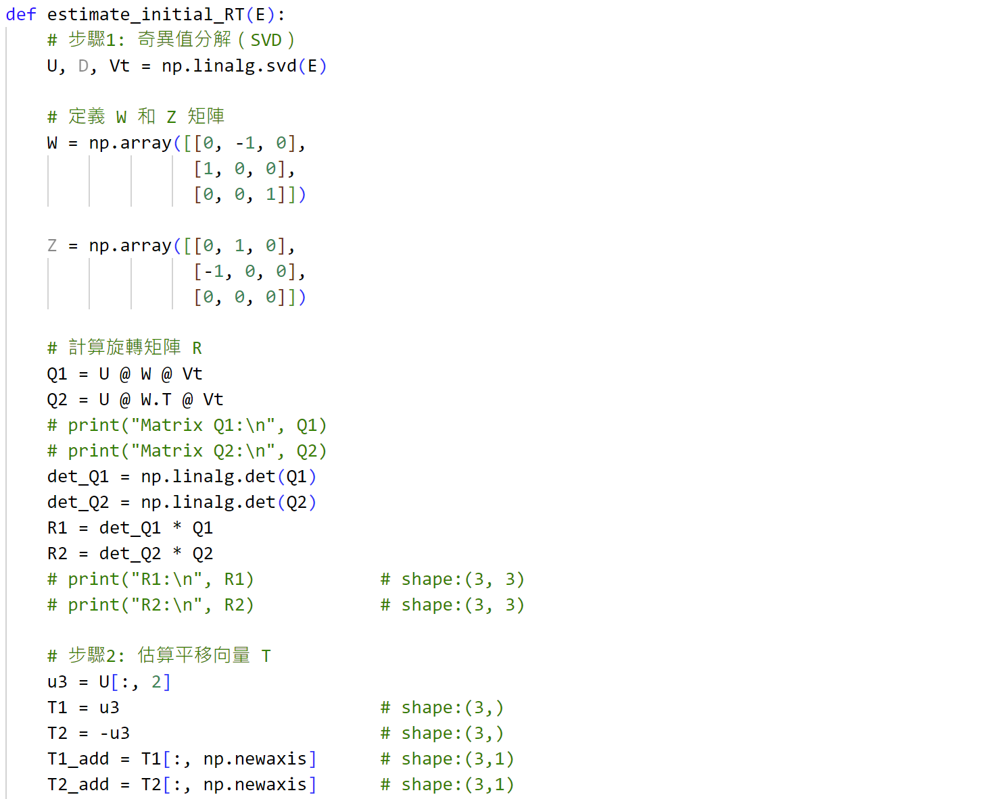 def estimate_initial_RT(E):
    # 步驟1: 奇異值分解（SVD）
    U, D, Vt = np.linalg.svd(E)

    # 定義 W 和 Z 矩陣
    W = np.array([[0, -1, 0],
                  [1, 0, 0],
                  [0, 0, 1]])

    Z = np.array([[0, 1, 0],
                  [-1, 0, 0],
                  [0, 0, 0]])

    # 計算旋轉矩陣 R
    Q1 = U @ W @ Vt
    Q2 = U @ W.T @ Vt
    # print("Matrix Q1:\n", Q1)
    # print("Matrix Q2:\n", Q2)
    det_Q1 = np.linalg.det(Q1)
    det_Q2 = np.linalg.det(Q2)
    R1 = det_Q1 * Q1
    R2 = det_Q2 * Q2
    # print("R1:\n", R1)            # shape:(3, 3)
    # print("R2:\n", R2)            # shape:(3, 3)

    # 步驟2: 估算平移向量 T
    u3 = U[:, 2]
    T1 = u3                         # shape:(3,)
    T2 = -u3                        # shape:(3,)
    T1_add = T1[:, np.newaxis]      # shape:(3,1)
    T2_add = T2[:, np.newaxis]      # shape:(3,1)